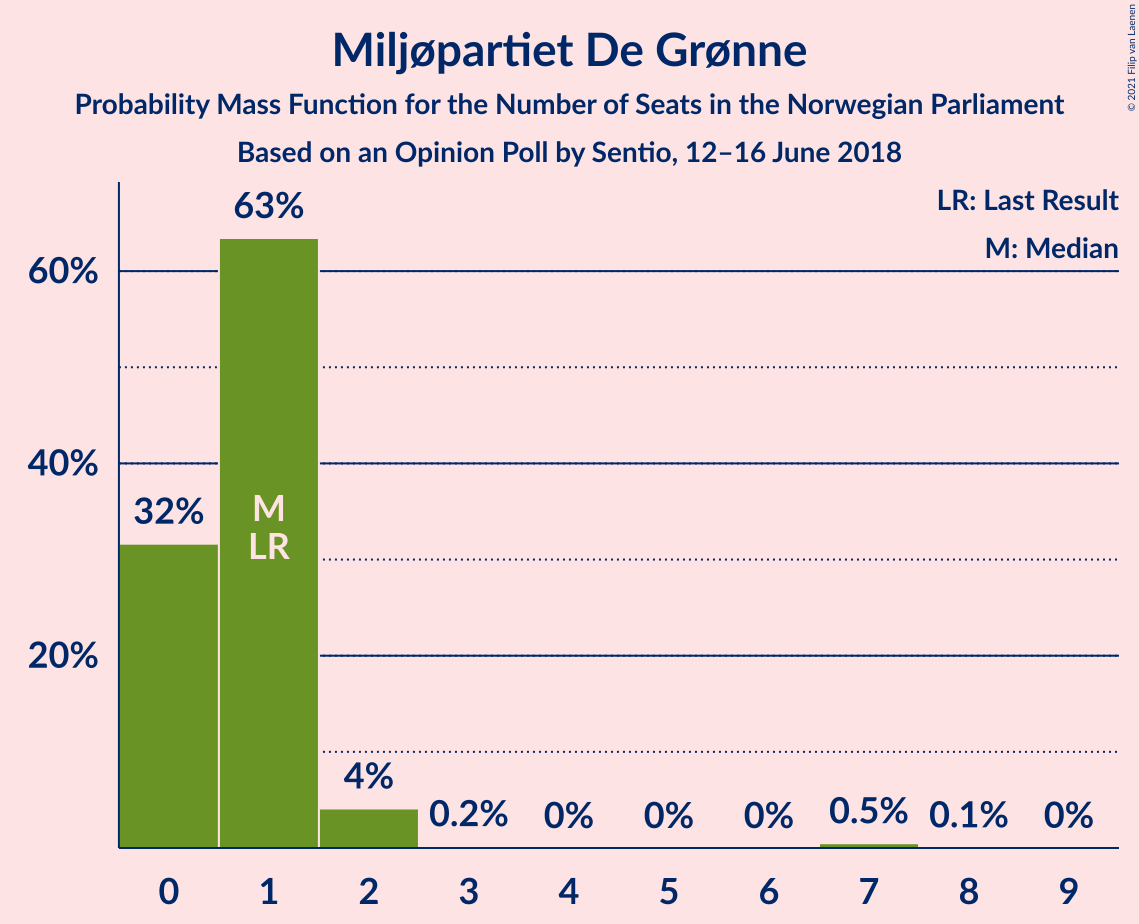 Miljøpartiet De Grønne
Probability Mass Function for the Number of Seats in the Norwegian Parliament
Based on an Opinion Poll by Sentio, 12–16 June 2018
© 2021 Filip van Laenen
LR: Last Result
M: Median
60%
40%
20%
63%
32%
M
LR
4%
0.2%
0%
0%
0%
0.5%
0.1%
0%
0 1 2 3 4 5 6 7 8 9